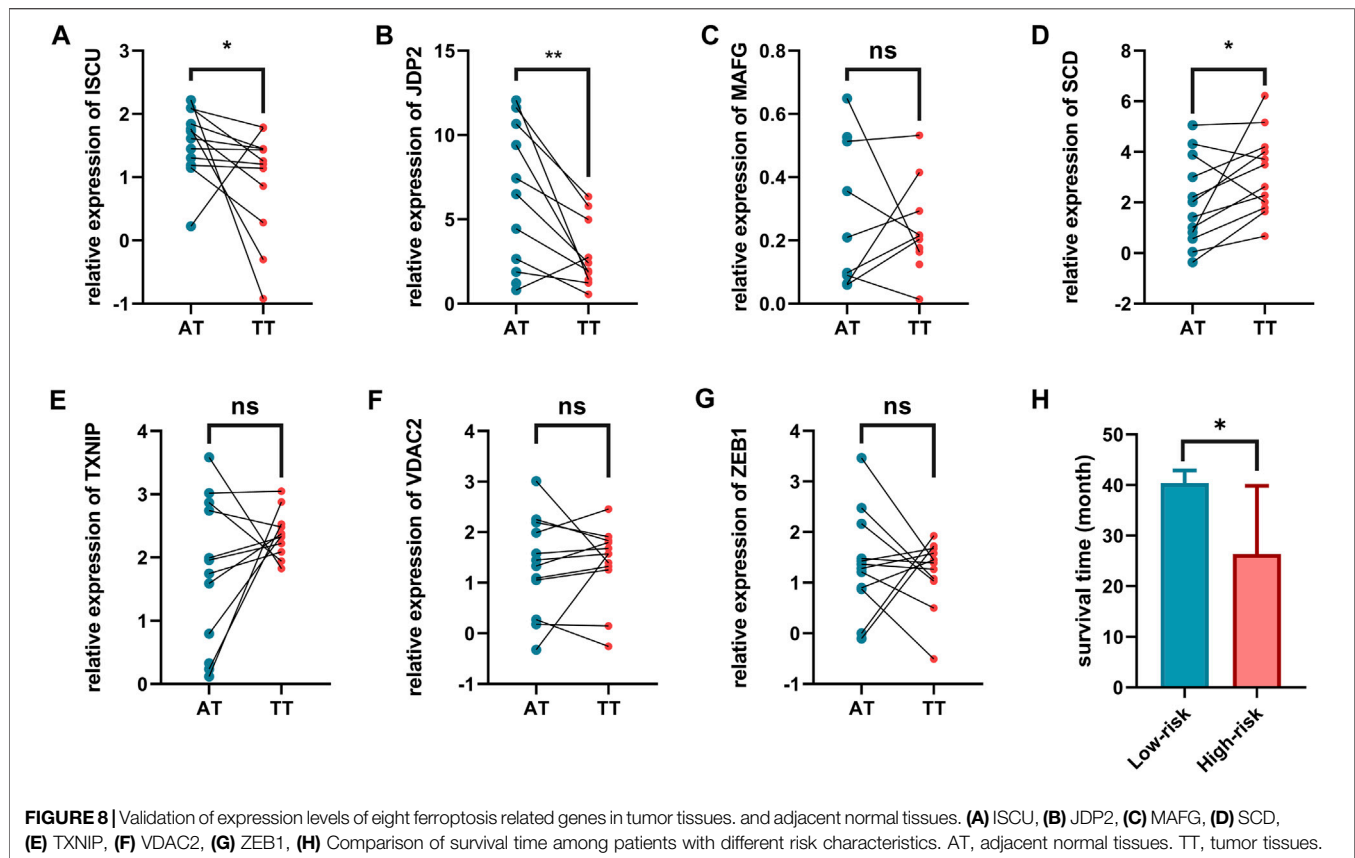 A
B
C
D
*
**
ns
*
relative expression of ISCU
3
2
1
0
-1
AT TT
relative expression of JDP2
15
10
5
0
AT TT
relative expression of MAFG
0.8
0.6
0.4
0.2
0.0
AT TT
relative expression of SCD
8
6
4
2
0
-2
AT TT
E
F
G
H
ns
ns
ns
*
relative expression of TXNIP
4
3
2
1
0
AT TT
relative expression of VDAC2
4
3
2
1
0
-1
AT TT
relative expression of ZEB1
4
3
2
1
0
-1
AT TT
survival time (month)
50
40
30
20
10
0
Low-risk
High-risk
FIGURE 8 | Validation of expression levels of eight ferroptosis related genes in tumor tissues. and adjacent normal tissues. (A) ISCU, (B) JDP2, (C) MAFG, (D) SCD,
(E) TXNIP, (F) VDAC2, (G) ZEB1, (H) Comparison of survival time among patients with different risk characteristics. AT, adjacent normal tissues. TT, tumor tissues.